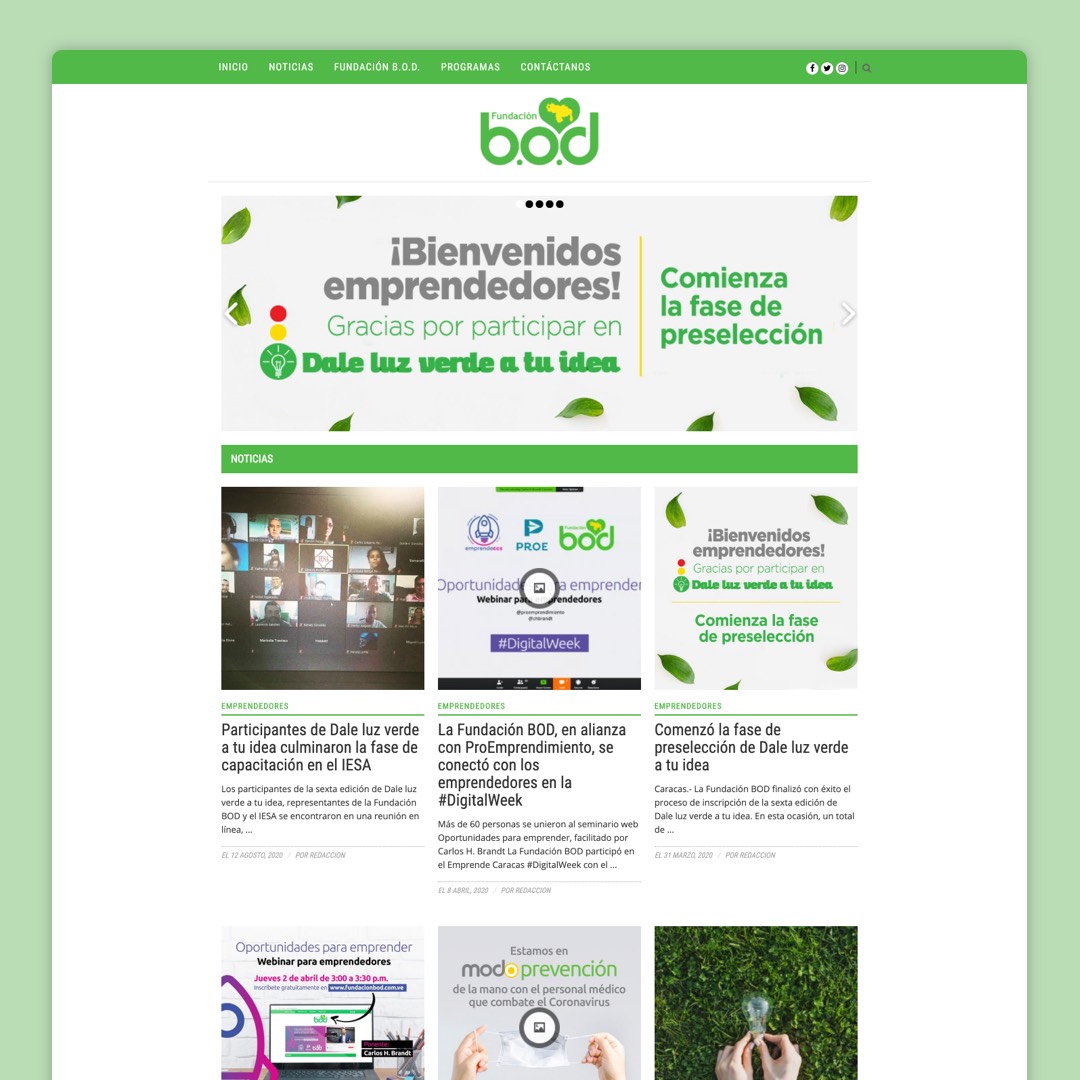 INICIO NOTICIAS FUNDACIÓN B.O.D. PROGRAMAS CONTÁCTANOS
Fundación
b.o.d
¡Bienvenidos
emprendedores!
Gracias por participar en
Dale luz verde a tu idea
Comienza
la fase de
preselección
NOTICIAS
emprende
PROE
Fundación
bod
Oportunidade
a emprender
Webinar par
prendedores
@proemprendimiento
@chbrandt
#DigitalWeek
¡Bienvenidos
emprendedores!
Gracias por participar en
Dale luz verde a tu idea
Comienza la fase
de preselección
EMPRENDEDORES
Participantes de Dale luz verde
a tu idea culminaron la fase de
capacitación en el IESA
Los participantes de la sexta edición de Dale luz
verde a tu idea, representantes de la Fundación
BOD y el IESA se encontraron en una reunión en
línea, ...
EL 12 AGOSTO, 2020 / POR REDACCION
EMPRENDEDORES
La Fundación BOD, en alianza
con ProEmprendimiento, se
conectó con los
emprendedores en la
#DigitalWeek
Más de 60 personas se unieron al seminario web
Oportunidades para emprender, facilitado por
Carlos H. Brandt La Fundación BOD participó en
el Emprende Caracas #DigitalWeek con el ...
EL 8 ABRIL, 2020 / POR REDACCION
EMPRENDEDORES
Comenzó la fase de
preselección de Dale luz verde
a tu idea
Caracas.- La Fundación BOD finalizó con éxito el
proceso de inscripción de la sexta edición de
Dale luz verde a tu idea. En esta ocasión, un total
de ...
EL 31 MARZO, 2020 / POR REDACCION
Oportunidades para emprender
Webinar para emprendedores
Jueves 2 de abril de 3:00 a 3:30 p.m.
Inscríbete gratuitamente en www.fundacionbod.com.ve
bod
Ponente:
Carlos H. Brandt
Estamos en
modo prevención
de la mano con el personal médico
que combate el Coronavirus